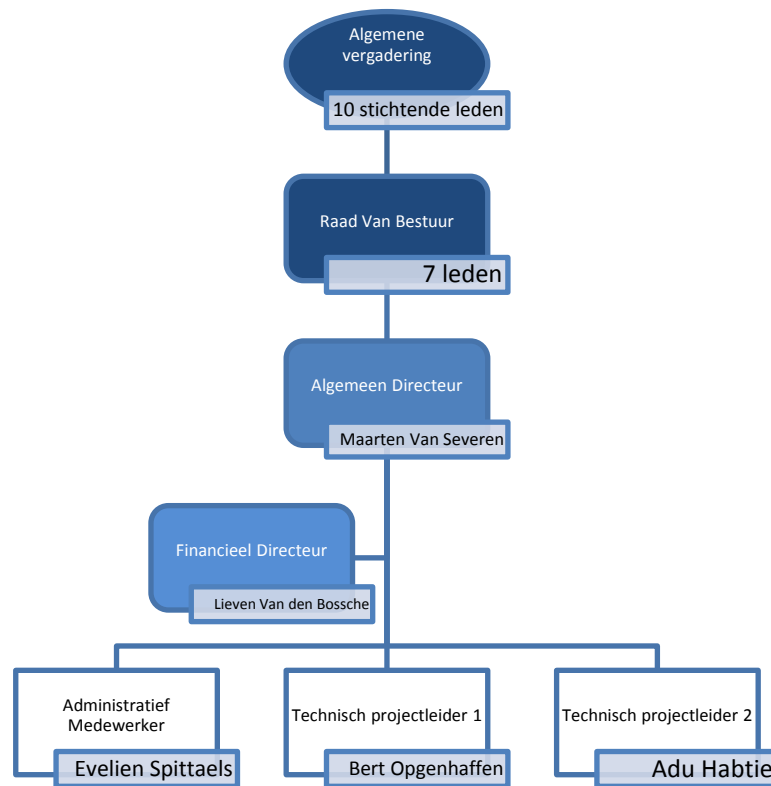 Algemene
vergadering
10 stichtende leden
Raad Van Bestuur
7 leden
Algemeen Directeur
Maarten Van Severen
Financieel Directeur
Lieven Van den Bossche
Administratief
Medewerker
Evelien Spittaels
Technisch projectleider 1
Bert Opgenhaffen
Technisch projectleider 2
Adu Habtie